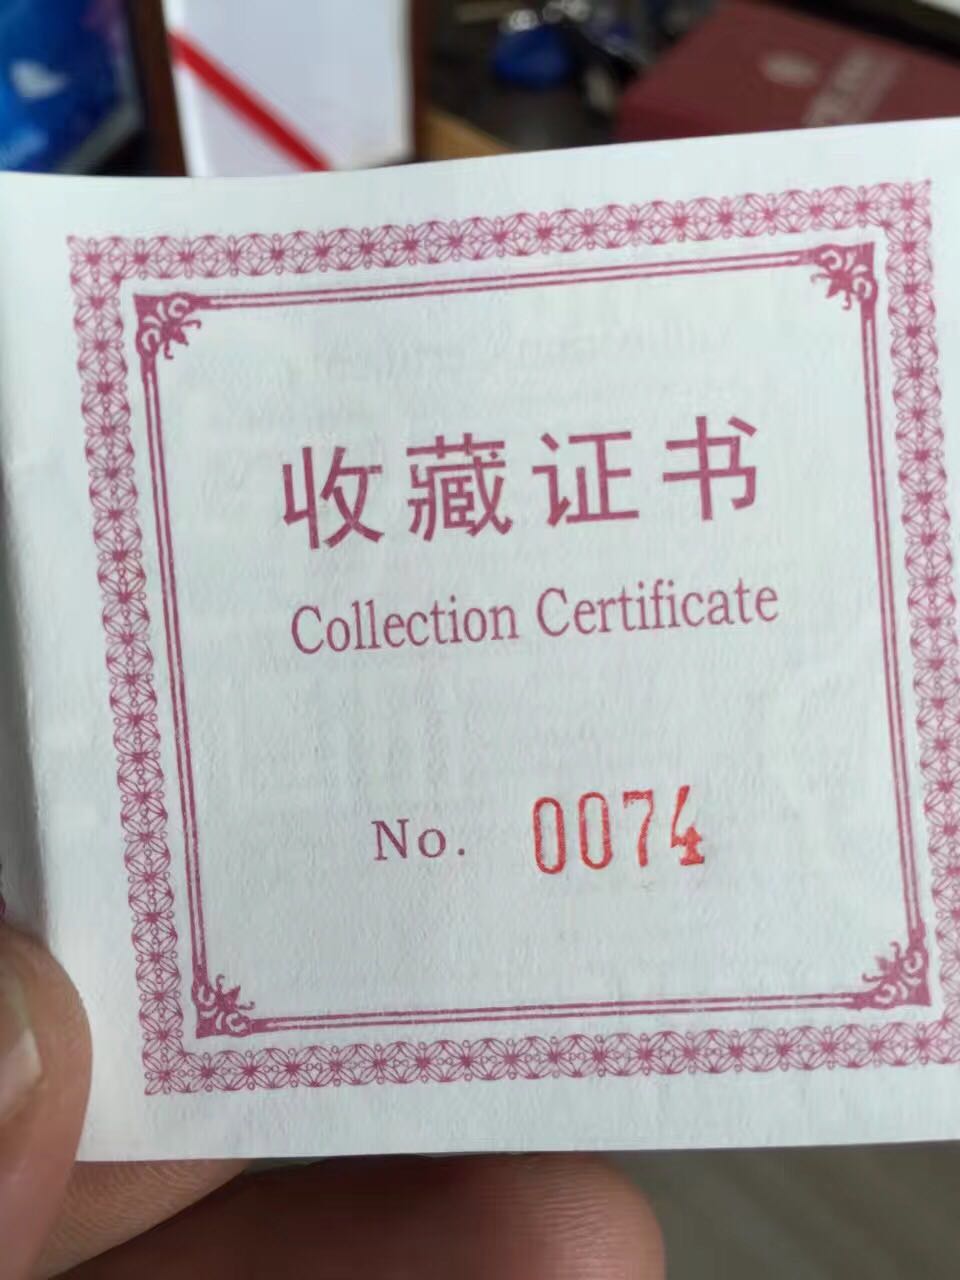 收藏证书
Collection Certificate
No. 0074